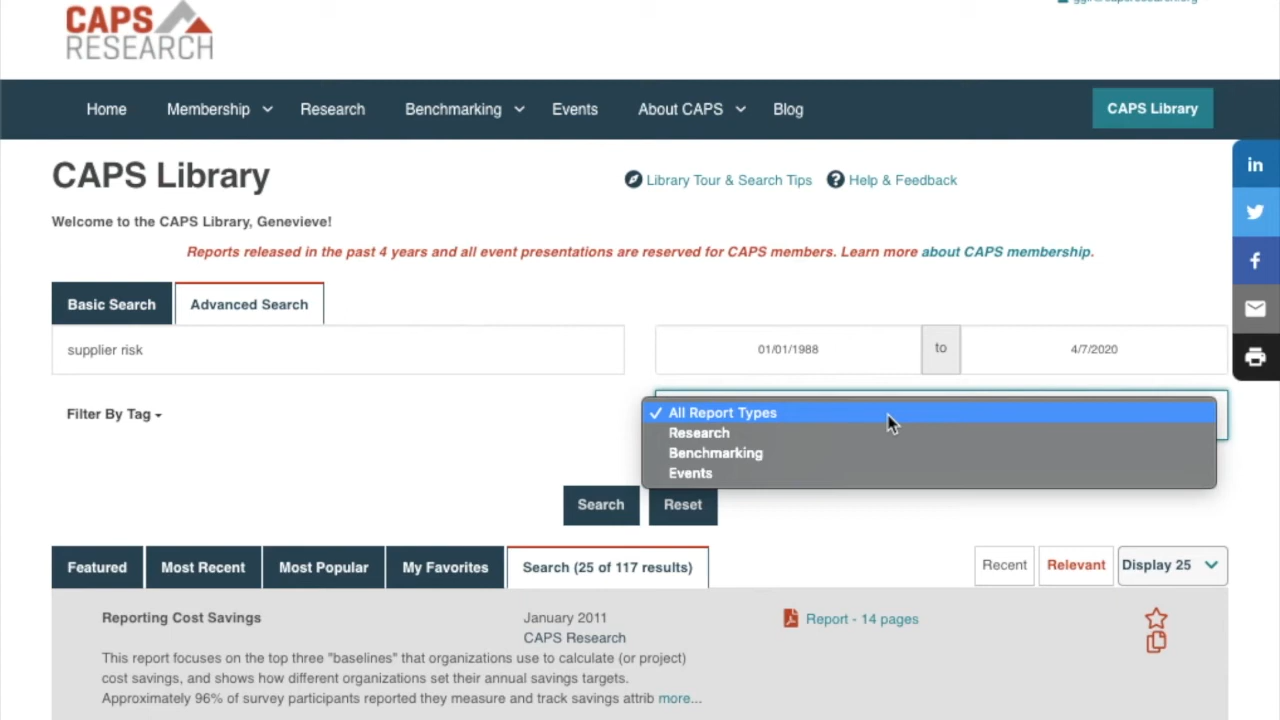 CAPS
RESEARCH
Home Membership Research Benchmarking Events About CAPS Blog CAPS Library
CAPS Library
Library Tour & Search Tips Help & Feedback
Welcome to the CAPS Library, Genevieve!
Reports released in the past 4 years and all event presentations are reserved for CAPS members. Learn more about CAPS membership.
Basic Search Advanced Search
supplier risk 01/01/1988 to 4/7/2020
Filter By Tag
All Report Types
Research
Benchmarking
Events
Search Reset
Featured Most Recent Most Popular My Favorites Search (25 of 117 results) Recent Relevant Display 25
Reporting Cost Savings January 2011 Report - 14 pages
CAPS Research
This report focuses on the top three "baselines" that organizations use to calculate (or project)
cost savings, and shows how different organizations set their annual savings targets.
Approximately 96% of survey participants reported they measure and track savings attrib more...